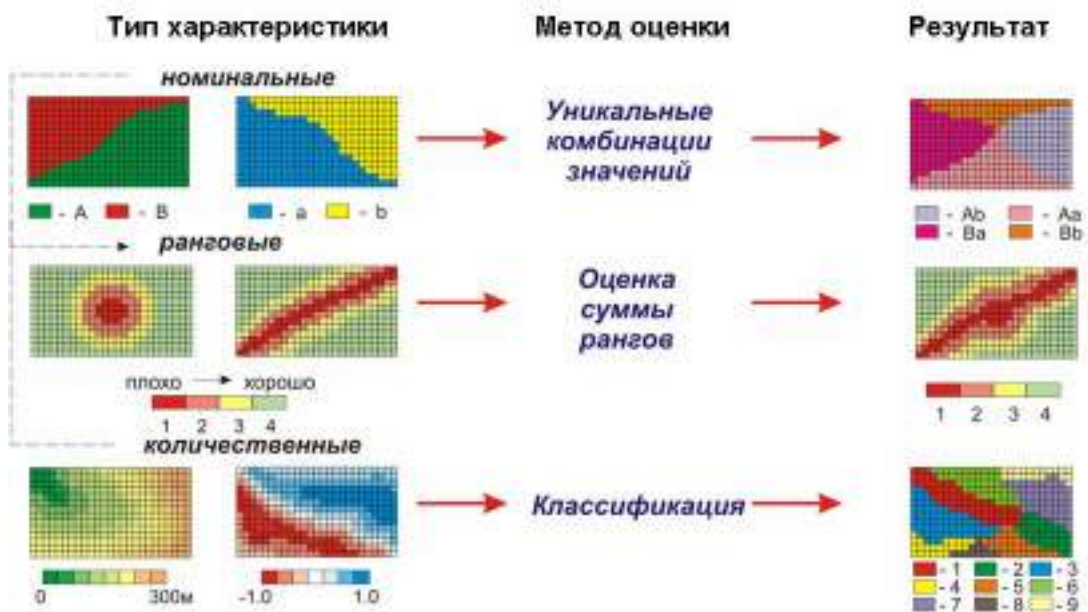 Тип характеристики Метод оценки Результат
номинальные
Уникальные
комбинации
значений
- A - B - a - b
- Ab - Aa
- Ba - Bb
ранговые
Оценка
суммы
рангов
плохо хорошо
1 2 3 4
1 2 3 4
количественные
Классификация
0 300м -1.0 1.0
- 1 - 2 - 3
- 4 - 5 - 6
- 7 - 8 - 9